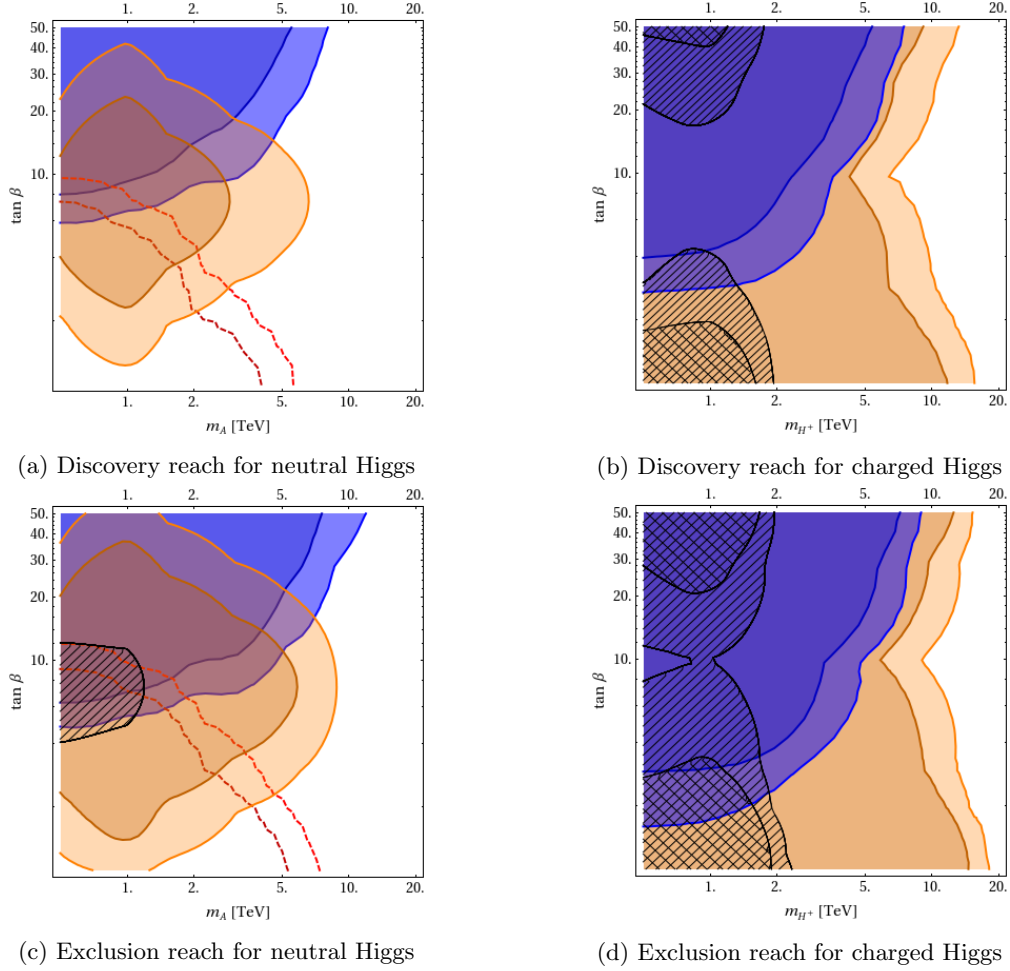 1. 2. 5. 10. 20.
50.
40.
30.
20.
10.
tan β
1. 2. 5. 10. 20.
m_A [TeV]
(a) Discovery reach for neutral Higgs
1. 2. 5. 10. 20.
50.
40.
30.
20.
10.
tan β
1. 2. 5. 10. 20.
m_{H^+} [TeV]
(b) Discovery reach for charged Higgs
1. 2. 5. 10. 20.
50.
40.
30.
20.
10.
tan β
1. 2. 5. 10. 20.
m_A [TeV]
(c) Exclusion reach for neutral Higgs
1. 2. 5. 10. 20.
50.
40.
30.
20.
10.
tan β
1. 2. 5. 10. 20.
m_{H^+} [TeV]
(d) Exclusion reach for charged Higgs